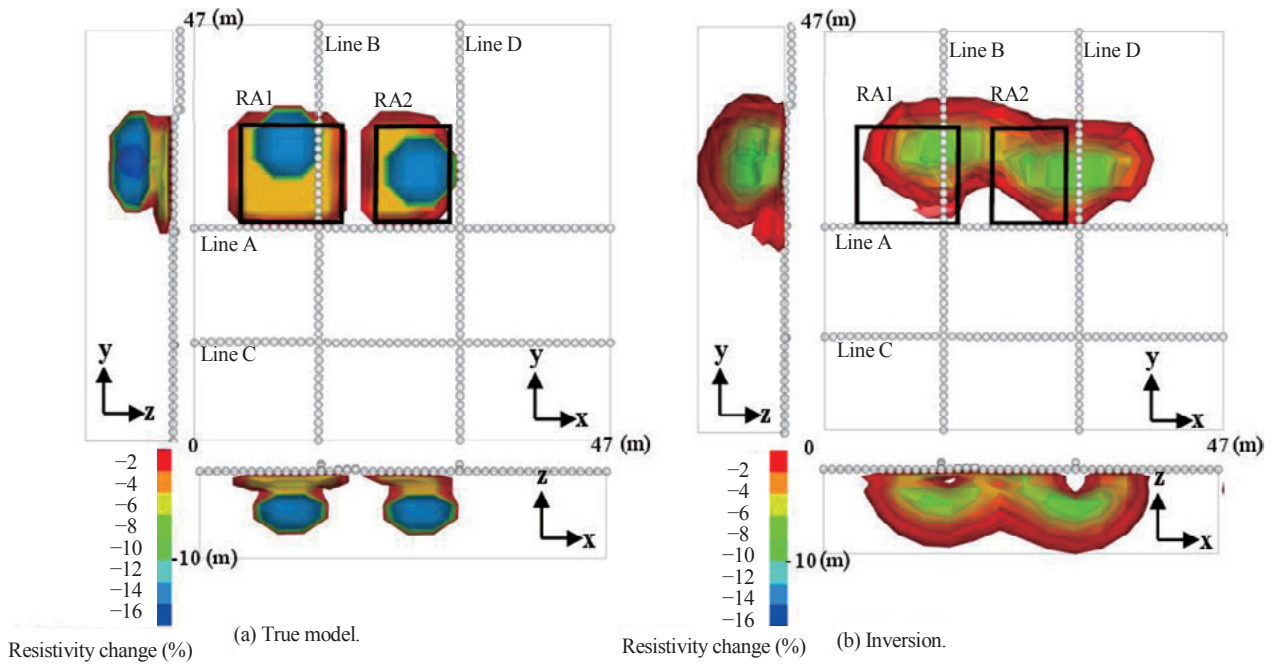 47 (m)
Line B
Line D
RA1
RA2
Line A
Line C
y
z
y
x
0
47 (m)
−2
−4
−6
−8
−10
−12
−14
−16
z
x
-10 (m)
Resistivity change (%)
(a) True model.
47 (m)
Line B
Line D
RA1
RA2
Line A
Line C
y
z
y
x
0
47 (m)
−2
−4
−6
−8
−10
−12
−14
−16
z
x
-10 (m)
Resistivity change (%)
(b) Inversion.